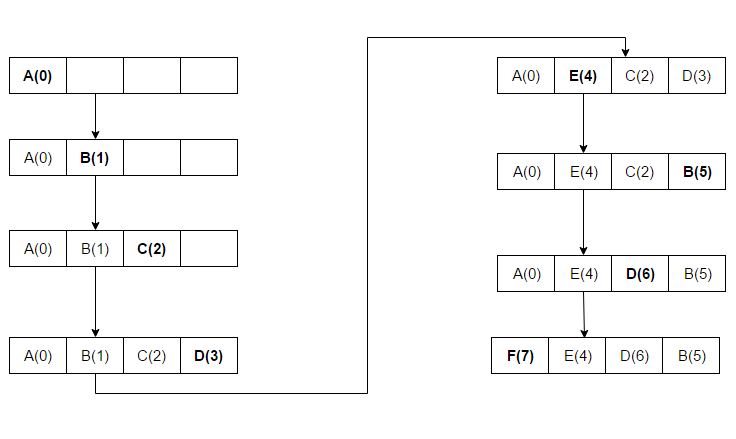 A(0)
A(0) B(1)
A(0) B(1) C(2)
A(0) B(1) C(2) D(3)
A(0) E(4) C(2) D(3)
A(0) E(4) C(2) B(5)
A(0) E(4) D(6) B(5)
F(7) E(4) D(6) B(5)